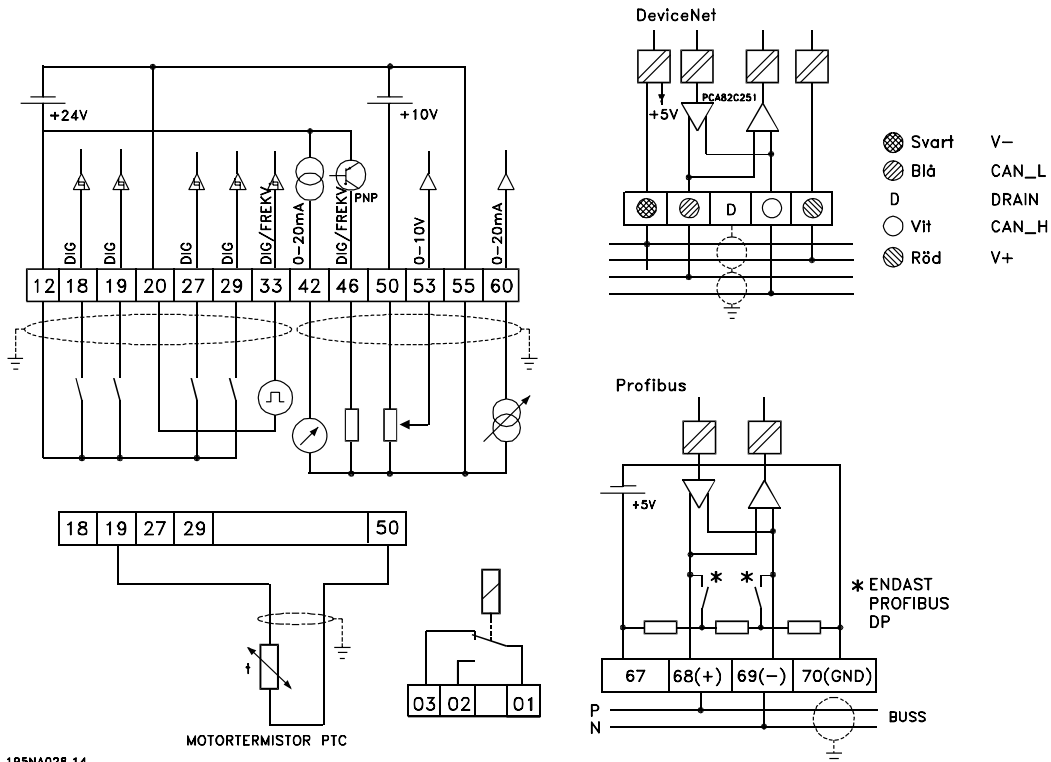 DeviceNet
+24V
+10V
+5V
PCA82C251
Svart V-
Blå CAN_L
D DRAIN
Vit CAN_H
Röd V+
D
DIG
DIG
DIG
DIG
DIG/FREKV
0-20mA
DIG/FREKV
PNP
0-10V
0-20mA
12 18 19 20 27 29 33 42 46 50 53 55 60
Profibus
+5V
* *
* ENDAST
PROFIBUS
DP
67 68(+) 69(-) 70(GND)
P
N
BUSS
18 19 27 29 50
t
MOTORTERMISTOR PTC
03 02 01
195NA028.14